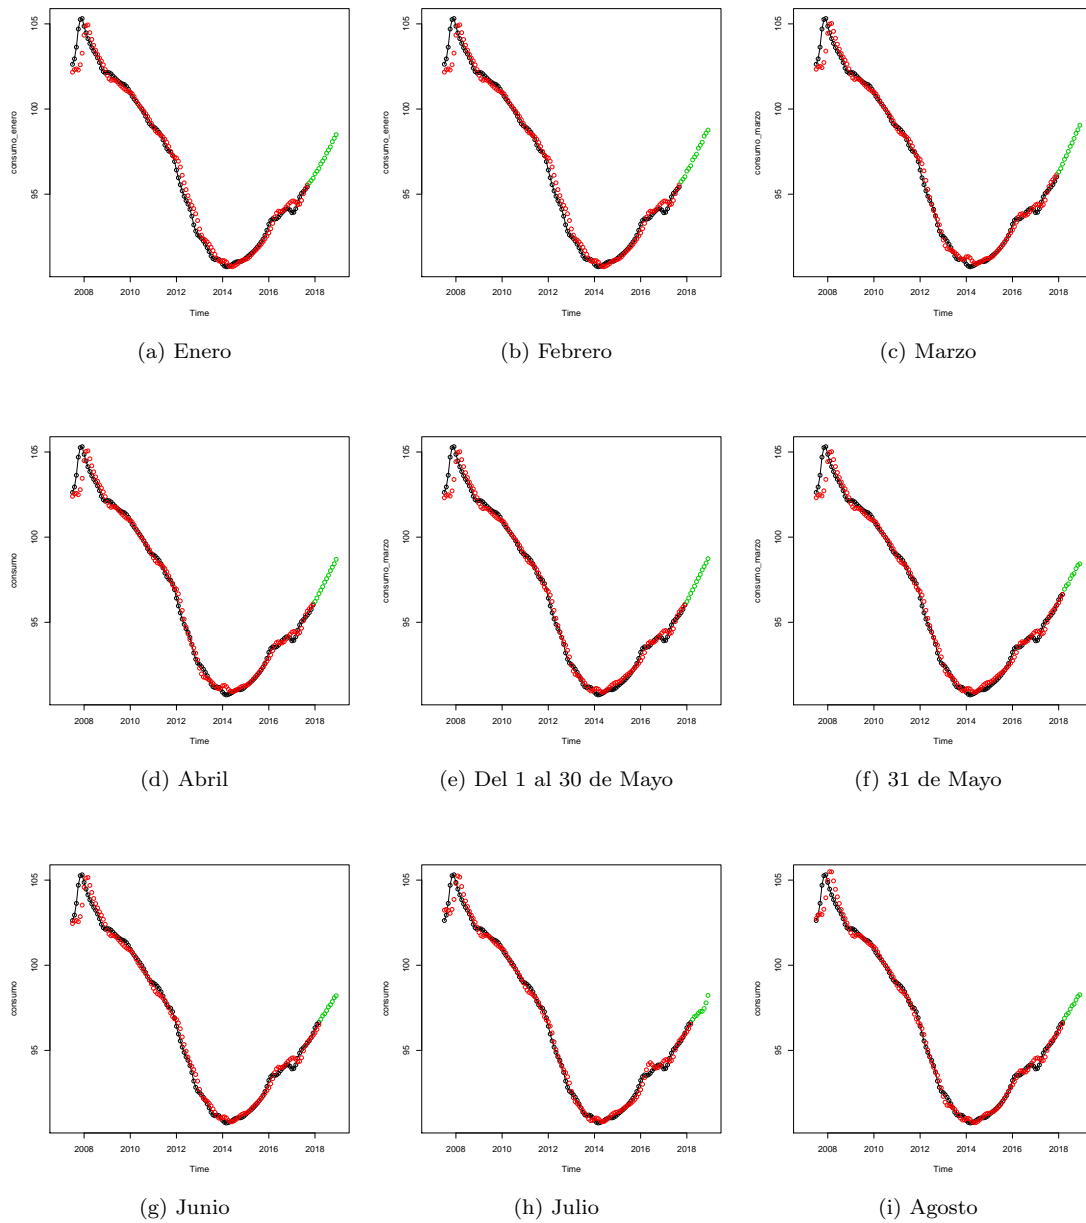 105
100
95
consumo_enero
2008 2010 2012 2014 2016 2018
Time
(a) Enero
105
100
95
consumo_enero
2008 2010 2012 2014 2016 2018
Time
(b) Febrero
105
100
95
consumo_marzo
2008 2010 2012 2014 2016 2018
Time
(c) Marzo
105
100
95
consumo
2008 2010 2012 2014 2016 2018
Time
(d) Abril
105
100
95
consumo_marzo
2008 2010 2012 2014 2016 2018
Time
(e) Del 1 al 30 de Mayo
105
100
95
consumo_marzo
2008 2010 2012 2014 2016 2018
Time
(f) 31 de Mayo
105
100
95
consumo
2008 2010 2012 2014 2016 2018
Time
(g) Junio
105
100
95
consumo
2008 2010 2012 2014 2016 2018
Time
(h) Julio
105
100
95
consumo
2008 2010 2012 2014 2016 2018
Time
(i) Agosto